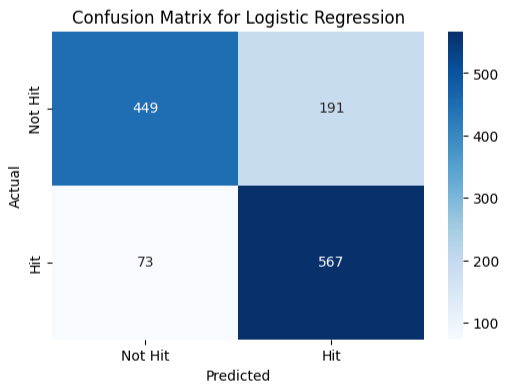 Confusion Matrix for Logistic Regression
Actual
Not Hit
Hit
449 191
73 567
Not Hit Hit
Predicted
500
400
300
200
100